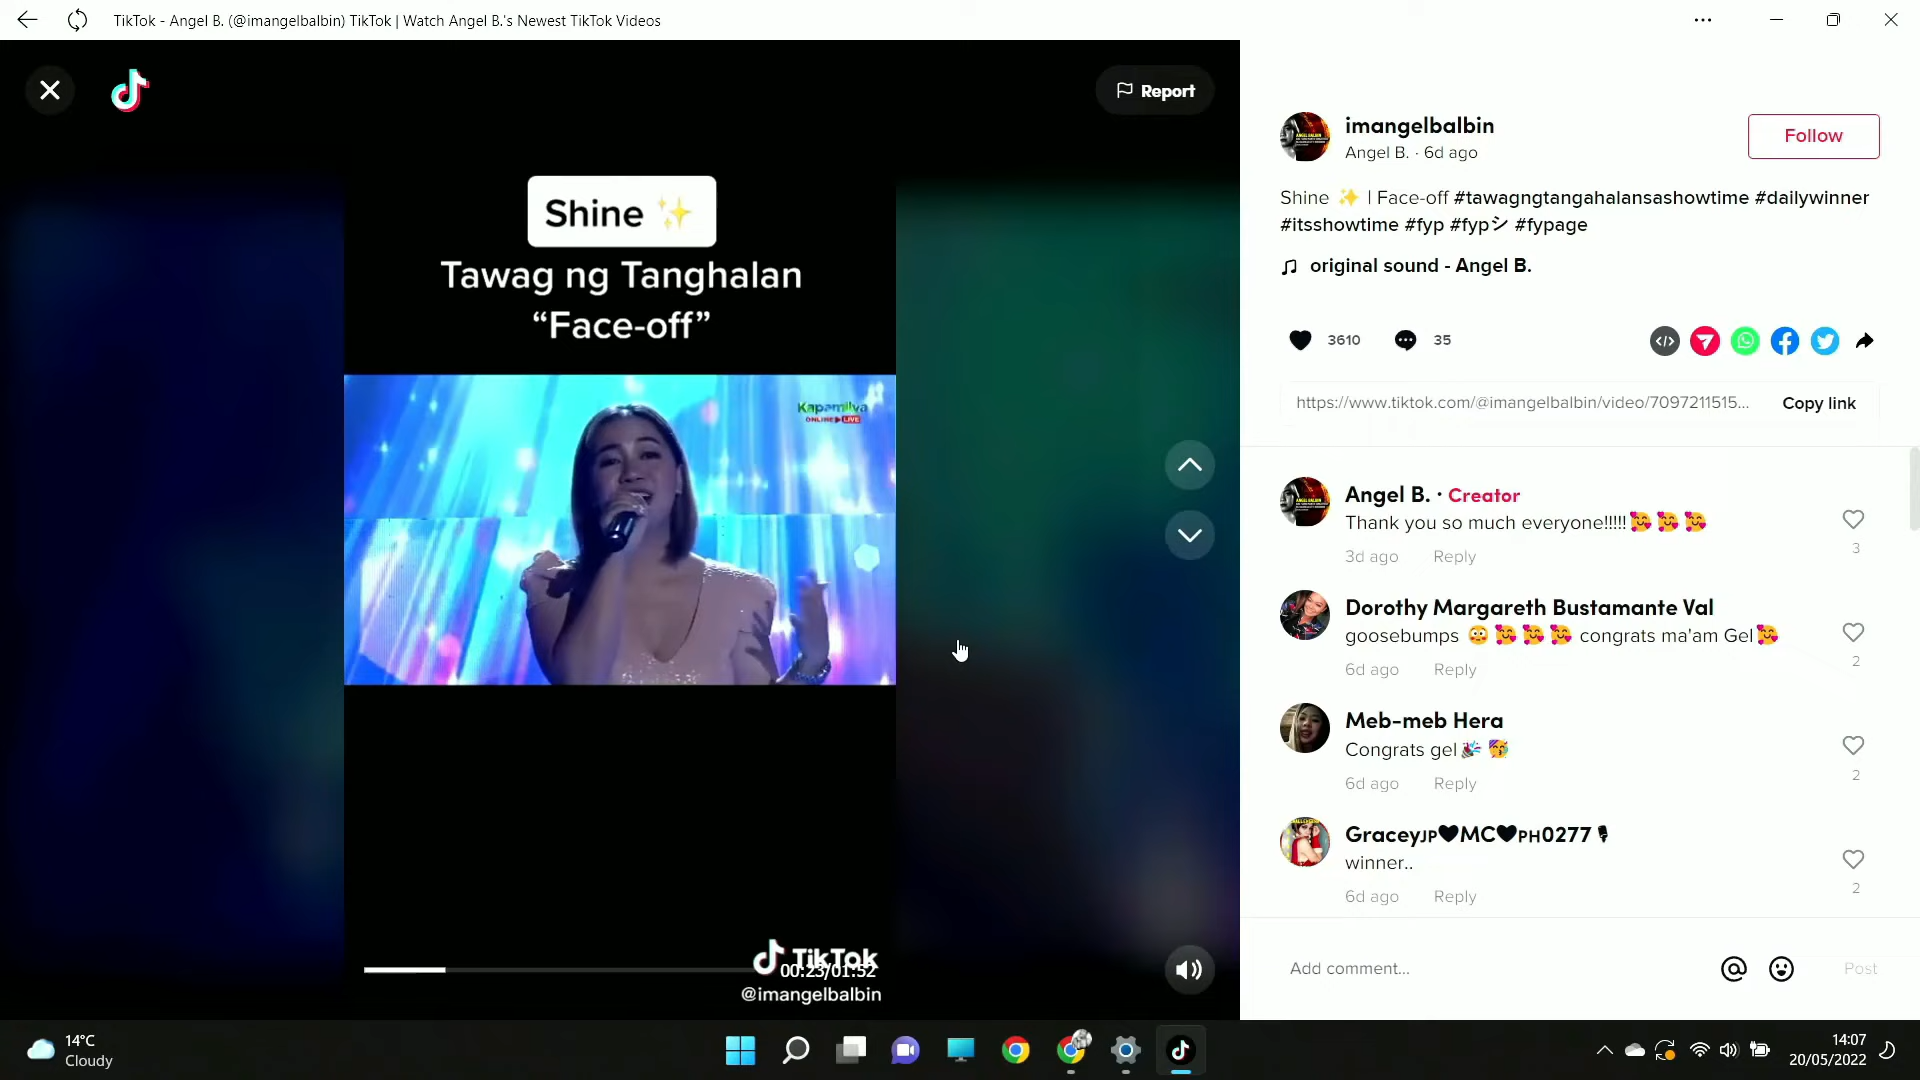 TikTok - Angel B. (@imangelbalbin) TikTok | Watch Angel B.'s Newest TikTok Videos
Report
Shine ✨
Tawag ng Tanghalan
“Face-off”
Kapamilya
ONLINE LIVE
TikTok
00:23/01:52
@imangelbalbin
imangelbalbin
Angel B. · 6d ago
Follow
Shine ✨ | Face-off #tawagngtangahalansashowtime #dailywinner
#itsshowtime #fyp #fypシ #fypage
original sound - Angel B.
3610
35
https://www.tiktok.com/@imangelbalbin/video/7097211515...
Copy link
Angel B. · Creator
Thank you so much everyone!!!!!🥰🥰🥰
3d ago Reply
3
Dorothy Margareth Bustamante Val
goosebumps 😳🥰🥰🥰 congrats ma'am Gel🥰
6d ago Reply
2
Meb-meb Hera
Congrats gel🎉🥳
6d ago Reply
2
GraceyJP♥MC♥PH0277🎙
winner..
6d ago Reply
2
Add comment...
Post
14°C
Cloudy
14:07
20/05/2022